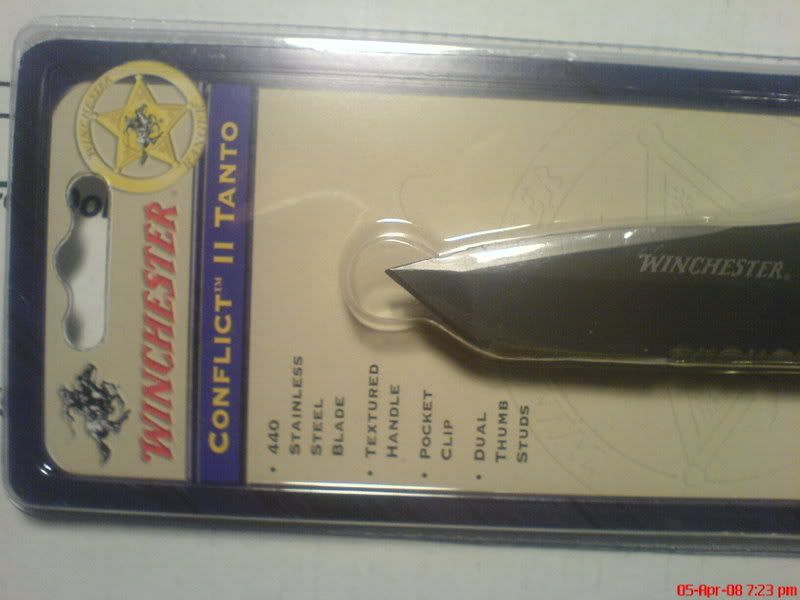 WINCHESTER
WINCHESTER®
CONFLICT™ II TANTO
• 440
STAINLESS
STEEL
BLADE
• TEXTURED
HANDLE
• POCKET
CLIP
• DUAL
THUMB
STUDS
WINCHESTER®
05-Apr-08 7:23 pm